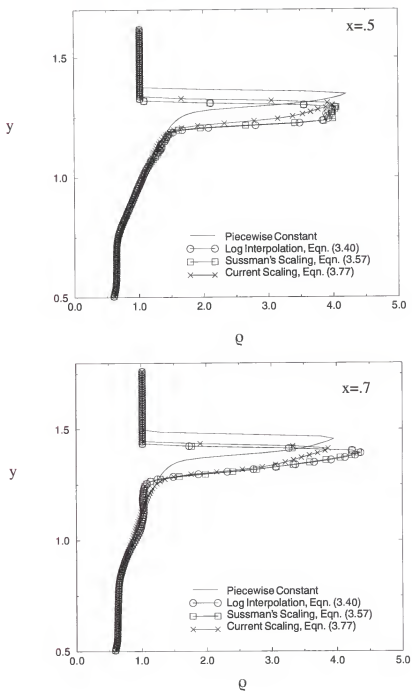 x=.5
1.5
y
1.0
Piecewise Constant
Log Interpolation, Eqn. (3.40)
Sussman's Scaling, Eqn. (3.57)
Current Scaling, Eqn. (3.77)
0.5
0.0 1.0 2.0 3.0 4.0 5.0
ϱ
x=.7
1.5
y
1.0
Piecewise Constant
Log Interpolation, Eqn. (3.40)
Sussman's Scaling, Eqn. (3.57)
Current Scaling, Eqn. (3.77)
0.5
0.0 1.0 2.0 3.0 4.0 5.0
ϱ